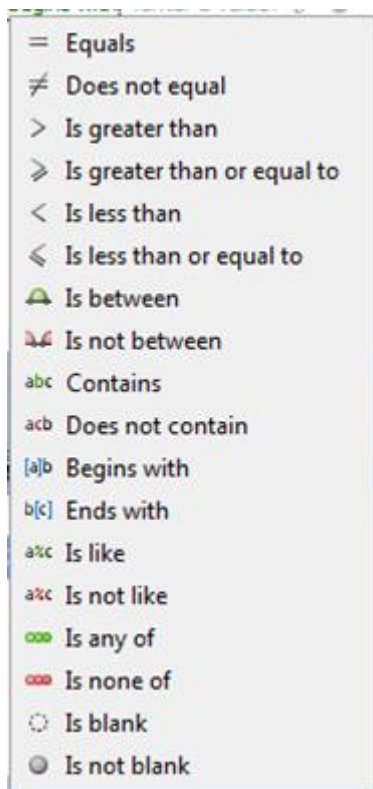 = Equals
≠ Does not equal
> Is greater than
⩾ Is greater than or equal to
< Is less than
⩽ Is less than or equal to
Is between
Is not between
abc Contains
acb Does not contain
[a]b Begins with
b[c] Ends with
a%c Is like
a%c Is not like
Is any of
Is none of
Is blank
Is not blank